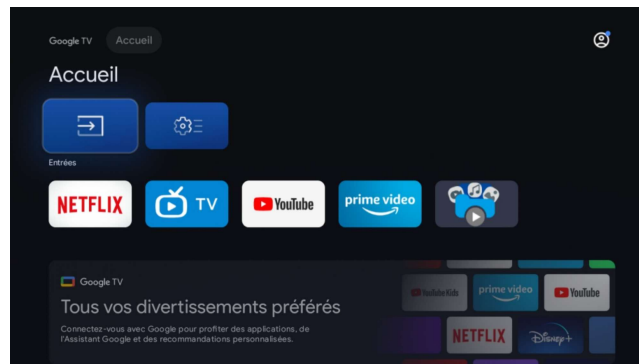 Google TV Accueil
Accueil
Entrées
NETFLIX
TV
YouTube
prime video
Google TV
Tous vos divertissements préférés
Connectez-vous avec Google pour profiter des applications, de
l'Assistant Google et des recommandations personnalisées.
YouTube Kids
prime video
YouTube
NETFLIX
Disney+